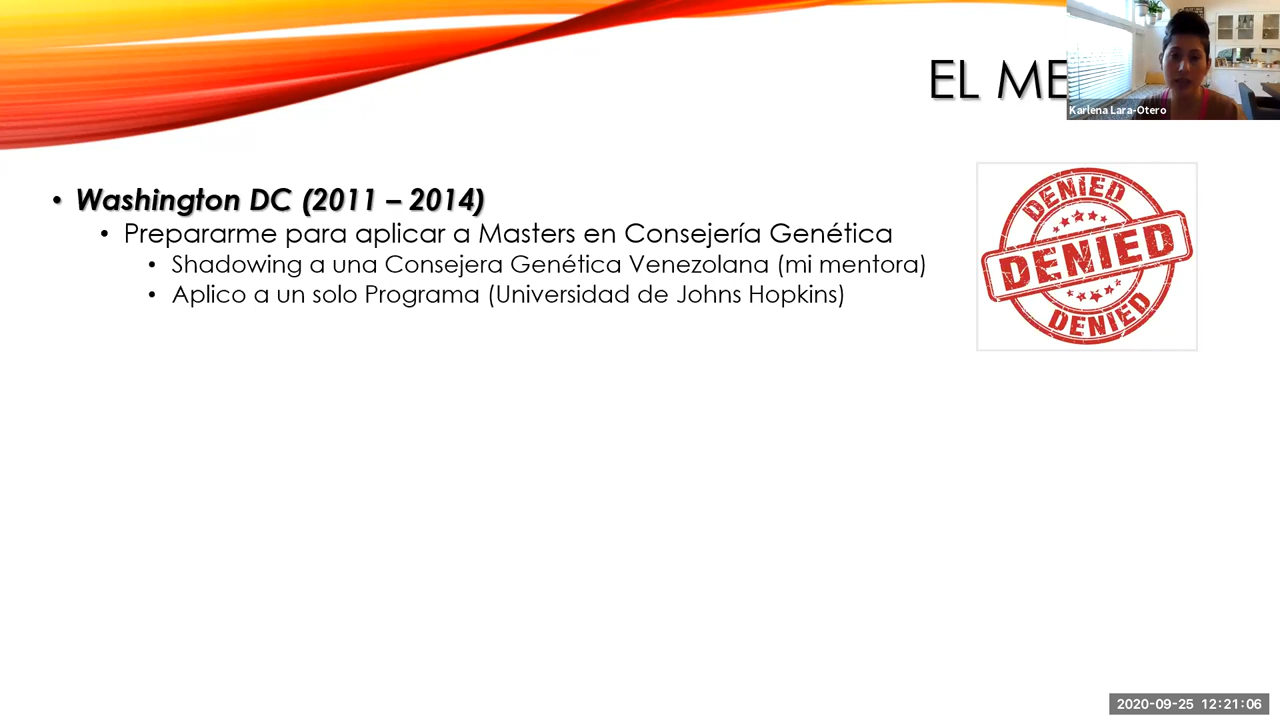 EL ME
Karlena Lara-Otero
• Washington DC (2011 – 2014)
• Prepararme para aplicar a Masters en Consejería Genética
• Shadowing a una Consejera Genética Venezolana (mi mentora)
• Aplico a un solo Programa (Universidad de Johns Hopkins)
DENIED
DENIED
DENIED
2020-09-25 12:21:06